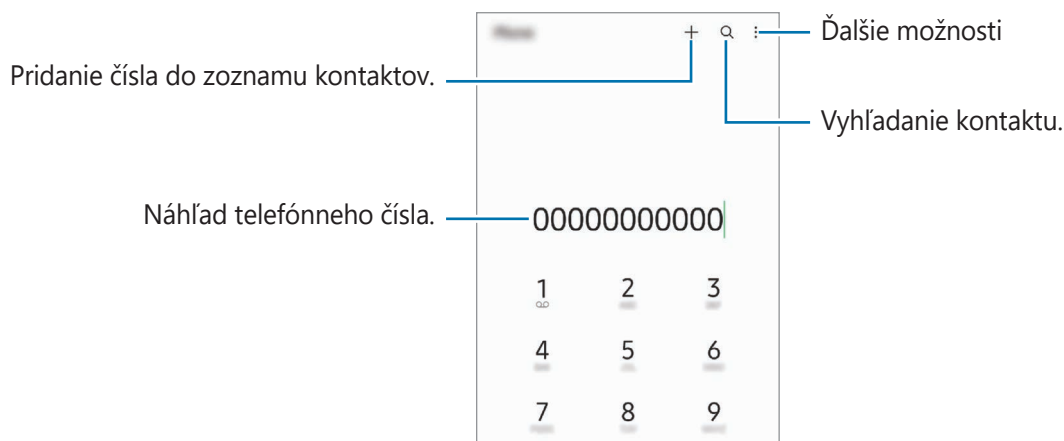 Ďalšie možnosti
Pridanie čísla do zoznamu kontaktov.
Vyhľadanie kontaktu.
Náhľad telefónneho čísla.
00000000000
1 2 3
4 5 6
7 8 9